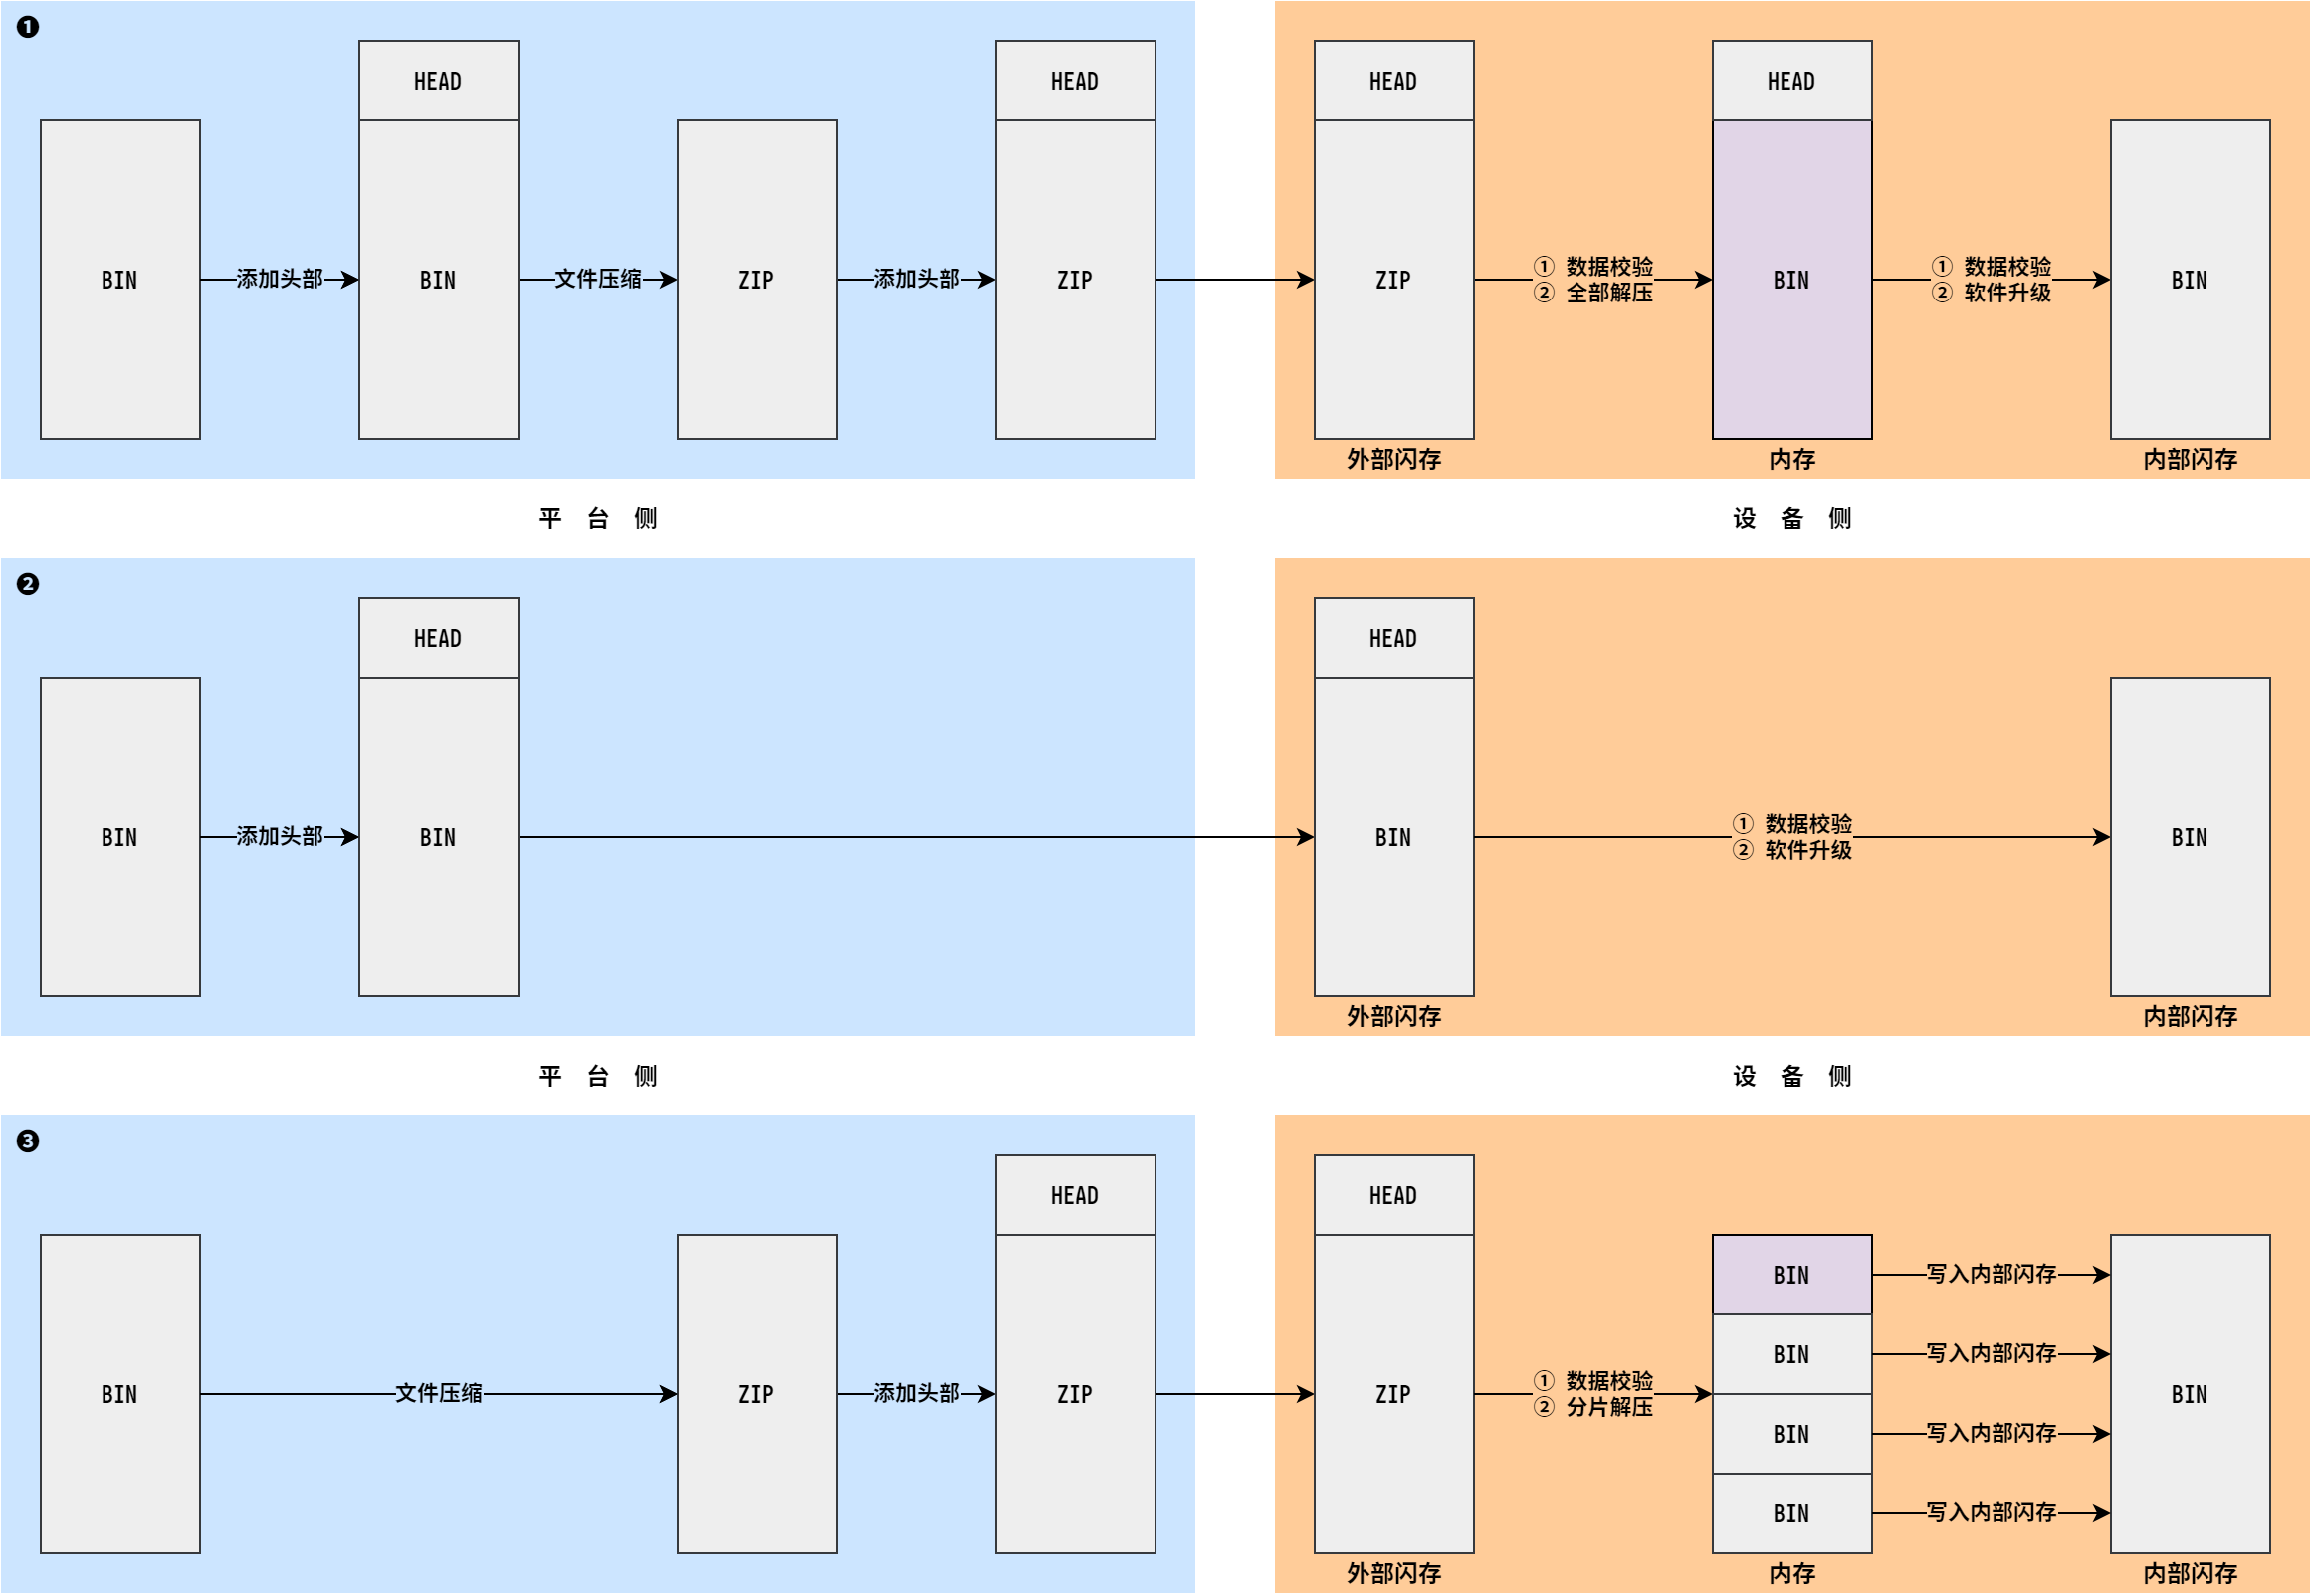 ❶
HEAD
HEAD
HEAD
HEAD
BIN
添加头部
BIN
文件压缩
ZIP
添加头部
ZIP
ZIP
① 数据校验
② 全部解压
BIN
① 数据校验
② 软件升级
BIN
外部闪存
内存
内部闪存
平 台 侧
设 备 侧
❷
HEAD
HEAD
BIN
添加头部
BIN
BIN
① 数据校验
② 软件升级
BIN
外部闪存
内部闪存
平 台 侧
设 备 侧
❸
HEAD
HEAD
BIN
文件压缩
ZIP
添加头部
ZIP
ZIP
① 数据校验
② 分片解压
BIN
写入内部闪存
BIN
写入内部闪存
BIN
写入内部闪存
BIN
写入内部闪存
BIN
外部闪存
内存
内部闪存